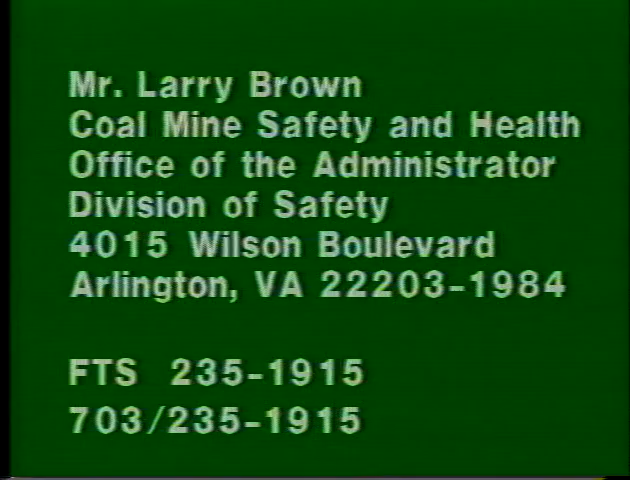 Mr. Larry Brown
Coal Mine Safety and Health
Office of the Administrator
Division of Safety
4015 Wilson Boulevard
Arlington, VA 22203-1984
FTS 235-1915
703/235-1915